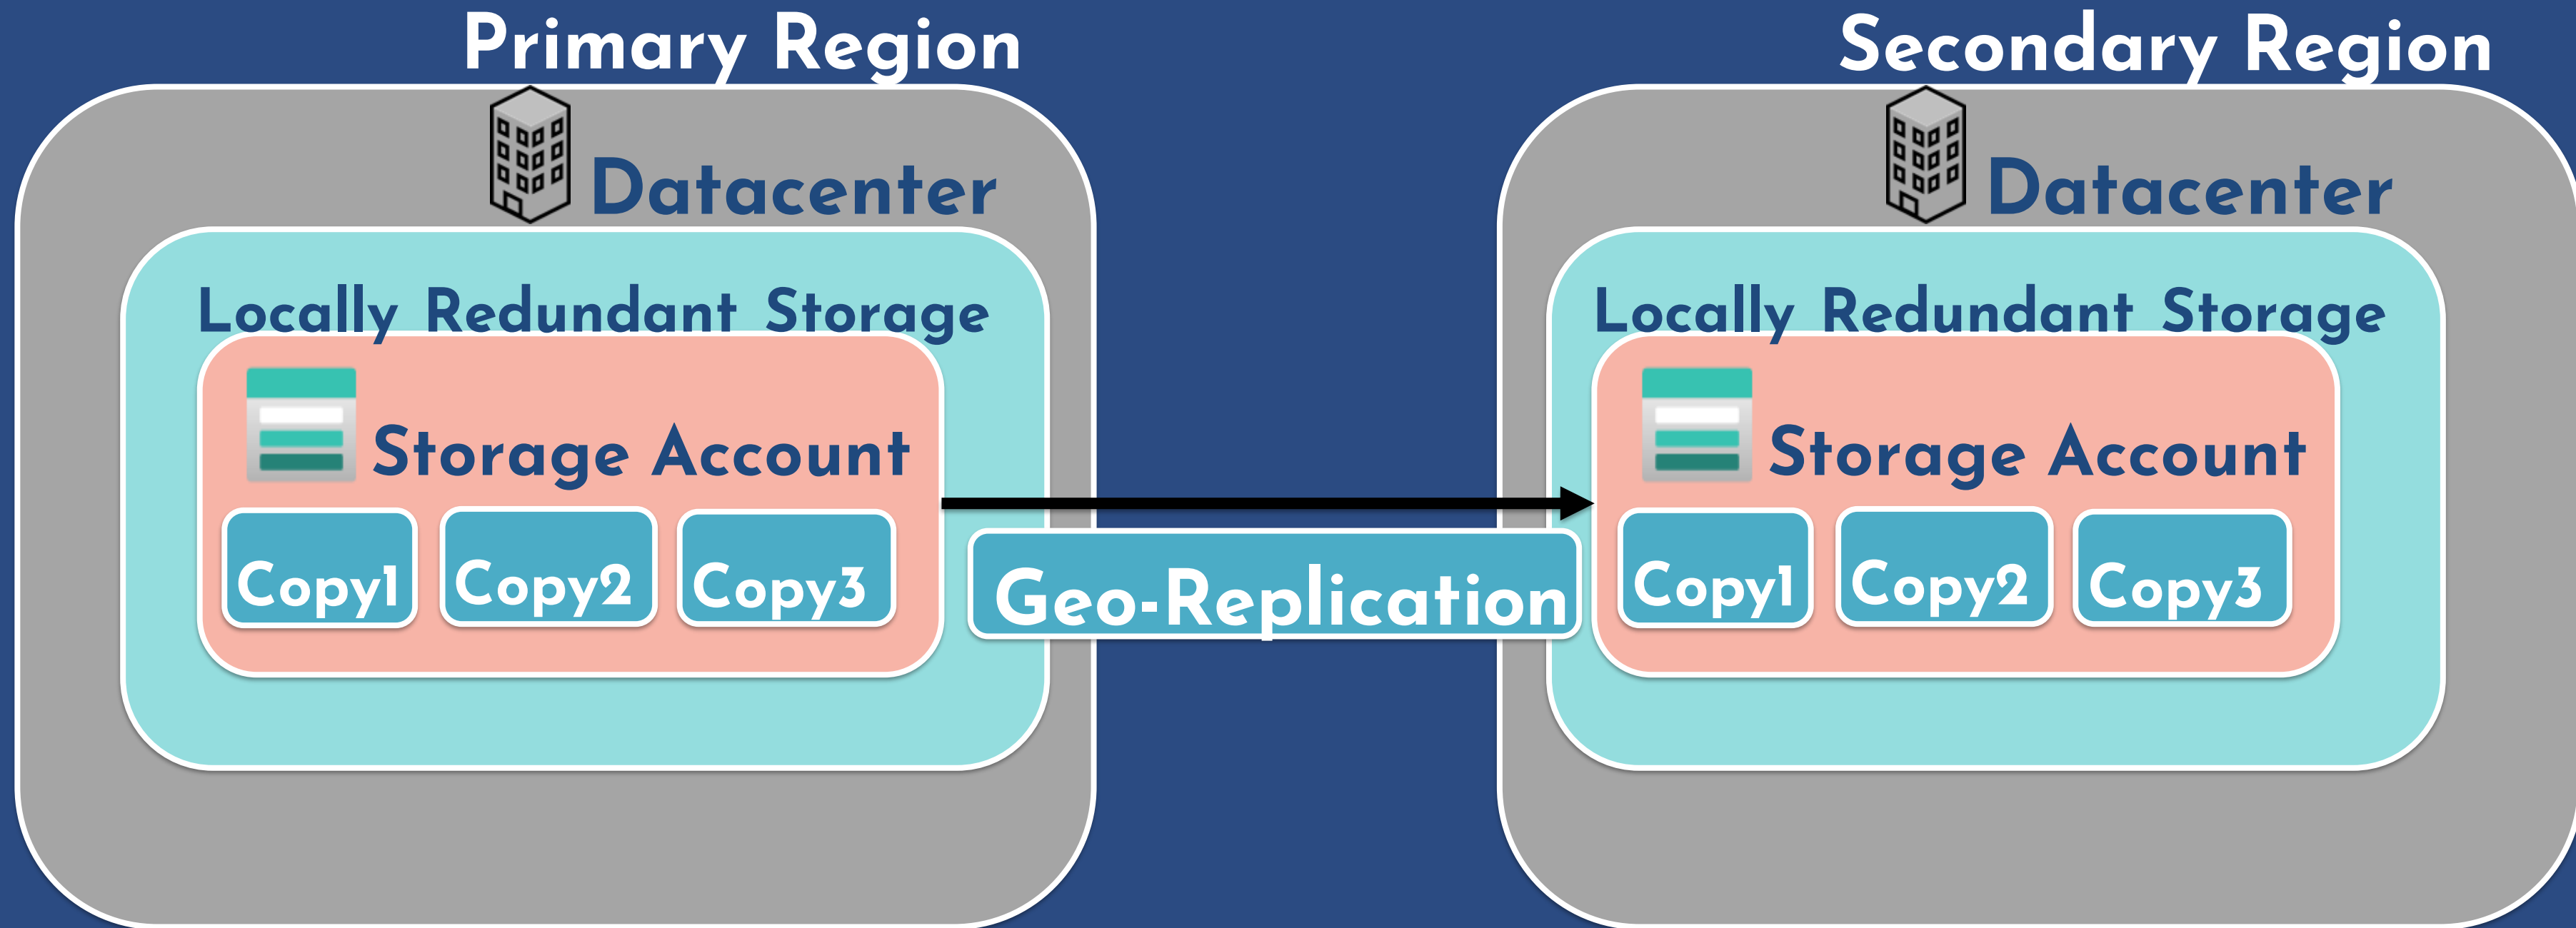 Primary Region
Datacenter
Locally Redundant Storage
Storage Account
Copy1
Copy2
Copy3
Geo-Replication
Secondary Region
Datacenter
Locally Redundant Storage
Storage Account
Copy1
Copy2
Copy3